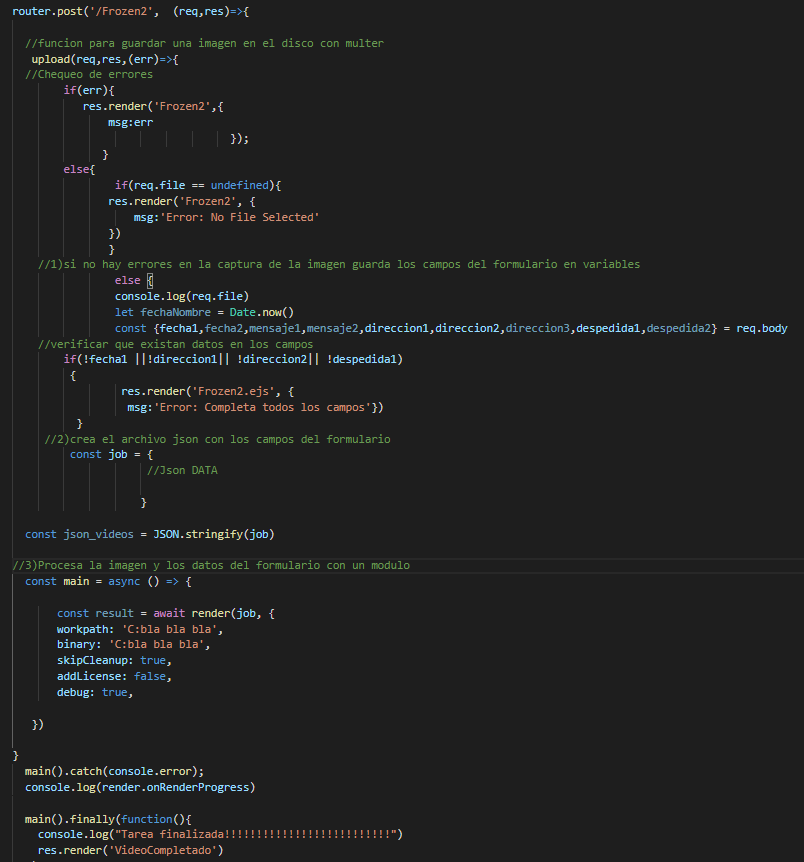 router.post('/Frozen2',  (req,res)=>{
//funcion para guardar una imagen en el disco con multer
upload(req,res,(err)=>{
//Chequeo de errores
if(err){
res.render('Frozen2',{
msg:err
});
}
else{
if(req.file == undefined){
res.render('Frozen2', {
msg:'Error: No File Selected'
})
}
//1)si no hay errores en la captura de la imagen guarda los campos del formulario en variables
else {
console.log(req.file)
let fechaNombre = Date.now()
const {fecha1,fecha2,mensaje1,mensaje2,direccion1,direccion2,direccion3,despedida1,despedida2} = req.body
//verificar que existan datos en los campos
if(!fecha1 ||!direccion1|| !direccion2|| !despedida1)
{
res.render('Frozen2.ejs', {
msg:'Error: Completa todos los campos'})
}
//2)crea el archivo json con los campos del formulario
const job = {
//Json DATA
}
const json_videos = JSON.stringify(job)
//3)Procesa la imagen y los datos del formulario con un modulo
const main = async () => {
const result = await render(job, {
workpath: 'C:bla bla bla',
binary: 'C:bla bla bla',
skipCleanup: true,
addLicense: false,
debug: true,
})
}
main().catch(console.error);
console.log(render.onRenderProgress)
main().finally(function(){
console.log("Tarea finalizada!!!!!!!!!!!!!!!!!!!!!!!!!!")
res.render('VideoCompletado')